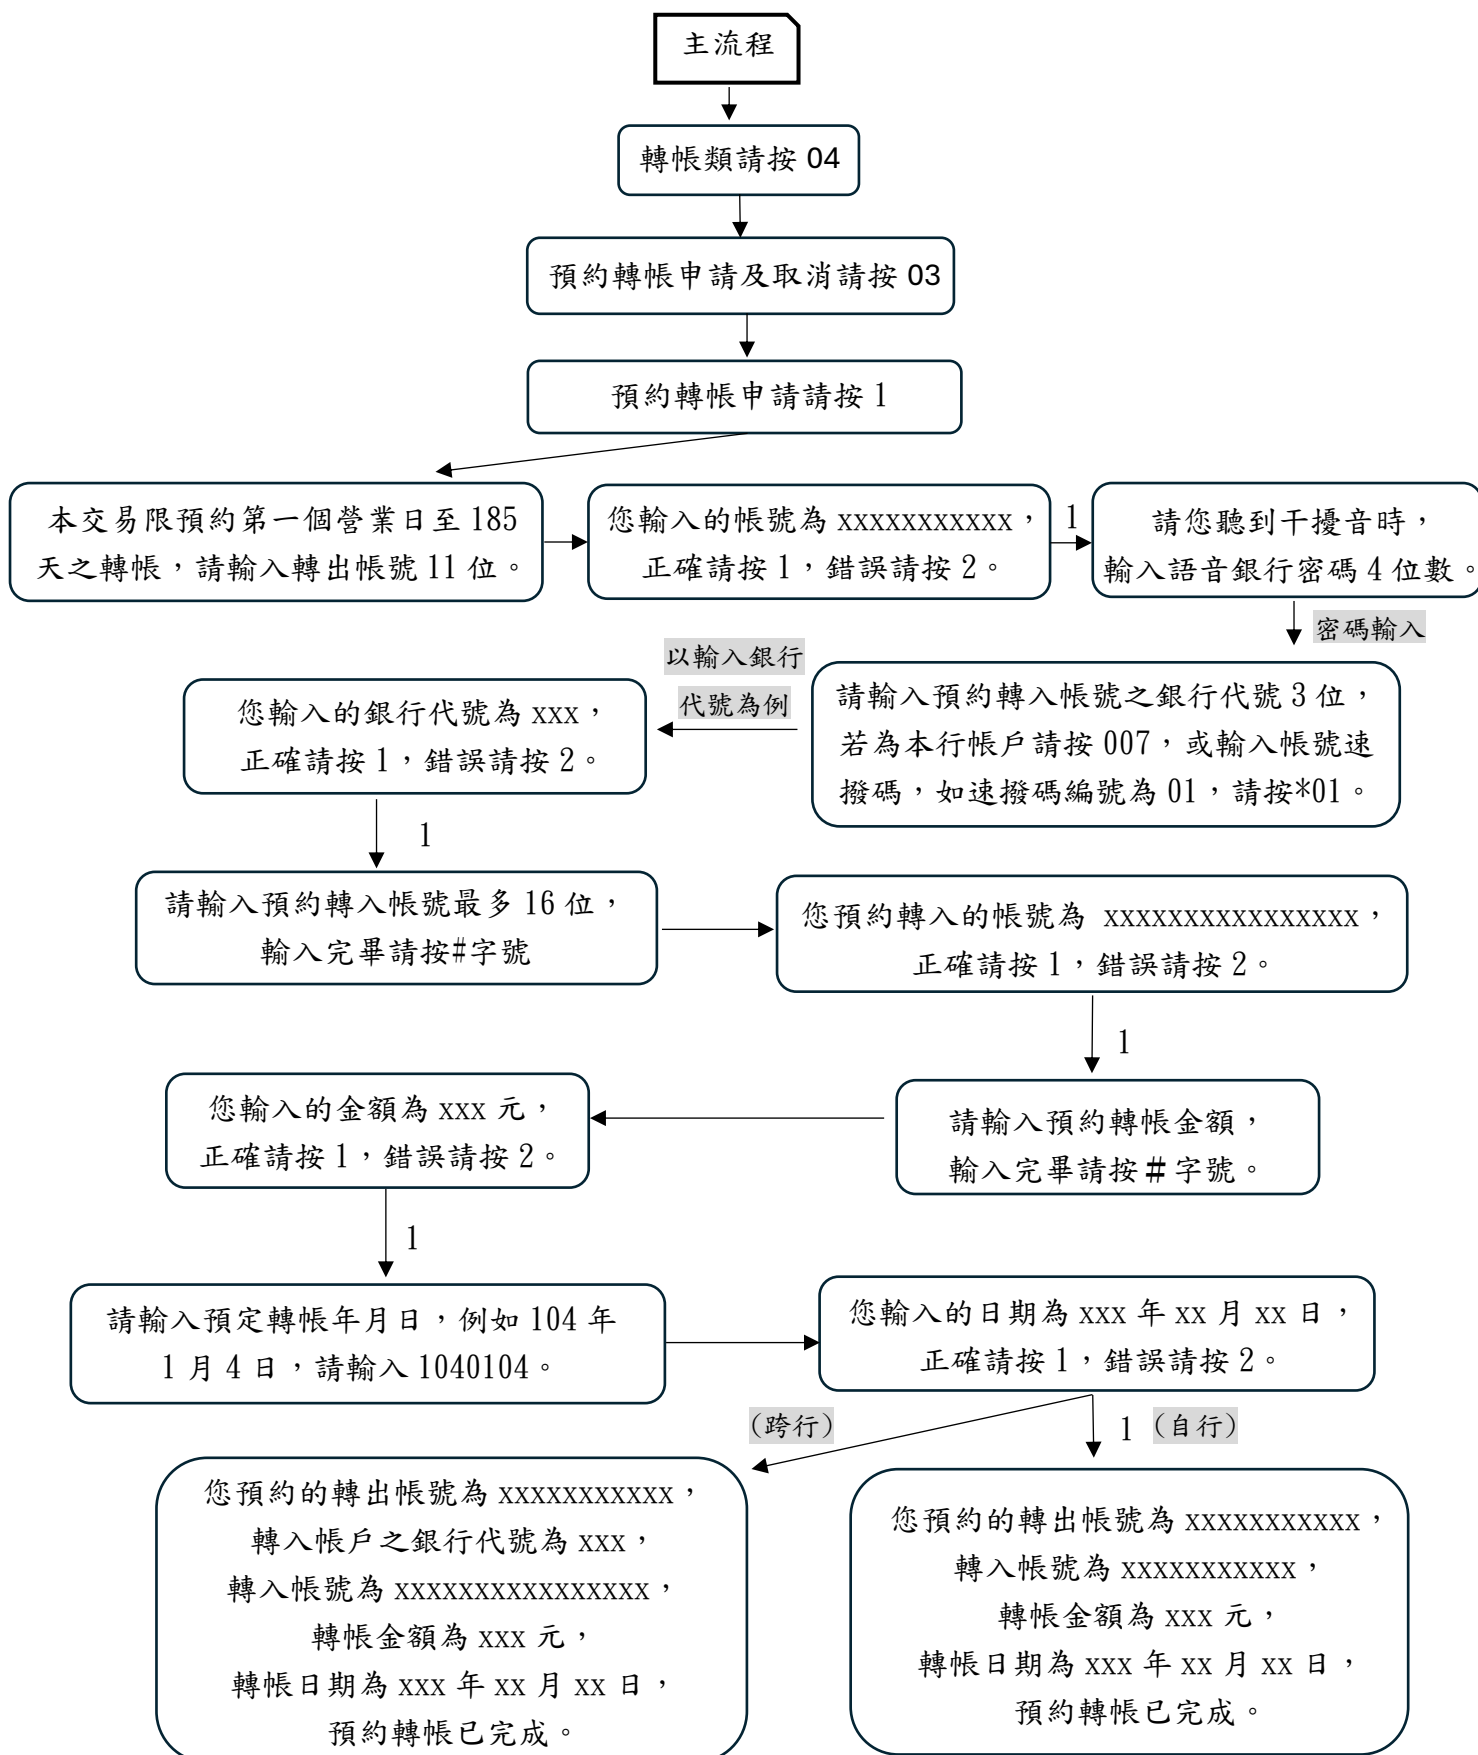 主流程
轉帳類請按 04
預約轉帳申請及取消請按 03
預約轉帳申請請按 1
本交易限預約第一個營業日至 185
天之轉帳，請輸入轉出帳號 11 位。
您輸入的帳號為 xxxxxxxxxxx，
正確請按 1，錯誤請按 2。
1
請您聽到干擾音時，
輸入語音銀行密碼 4 位數。
密碼輸入
請輸入預約轉入帳號之銀行代號 3 位，
若為本行帳戶請按 007，或輸入帳號速
撥碼，如速撥碼編號為 01，請按*01。
以輸入銀行
代號為例
您輸入的銀行代號為 xxx，
正確請按 1，錯誤請按 2。
1
請輸入預約轉入帳號最多 16 位，
輸入完畢請按#字號
您預約轉入的帳號為 xxxxxxxxxxxxxxxx，
正確請按 1，錯誤請按 2。
1
請輸入預約轉帳金額，
輸入完畢請按＃字號。
您輸入的金額為 xxx 元，
正確請按 1，錯誤請按 2。
1
請輸入預定轉帳年月日，例如 104 年
1 月 4 日，請輸入 1040104。
您輸入的日期為 xxx 年 xx 月 xx 日，
正確請按 1，錯誤請按 2。
(跨行)
1 (自行)
您預約的轉出帳號為 xxxxxxxxxxx，
轉入帳戶之銀行代號為 xxx，
轉入帳號為 xxxxxxxxxxxxxxxx，
轉帳金額為 xxx 元，
轉帳日期為 xxx 年 xx 月 xx 日，
預約轉帳已完成。
您預約的轉出帳號為 xxxxxxxxxxx，
轉入帳號為 xxxxxxxxxxx，
轉帳金額為 xxx 元，
轉帳日期為 xxx 年 xx 月 xx 日，
預約轉帳已完成。